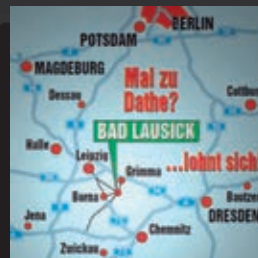 BERLIN
POTSDAM
MAGDEBURG
Mal zu
Dathe?
Dessau
Cottbu
BAD LAUSICK
Halle
Leipzig
Grimma
...lohnt sich
Borna
Bautzen
DRESDEN
Jena
Chemnitz
Zwickau